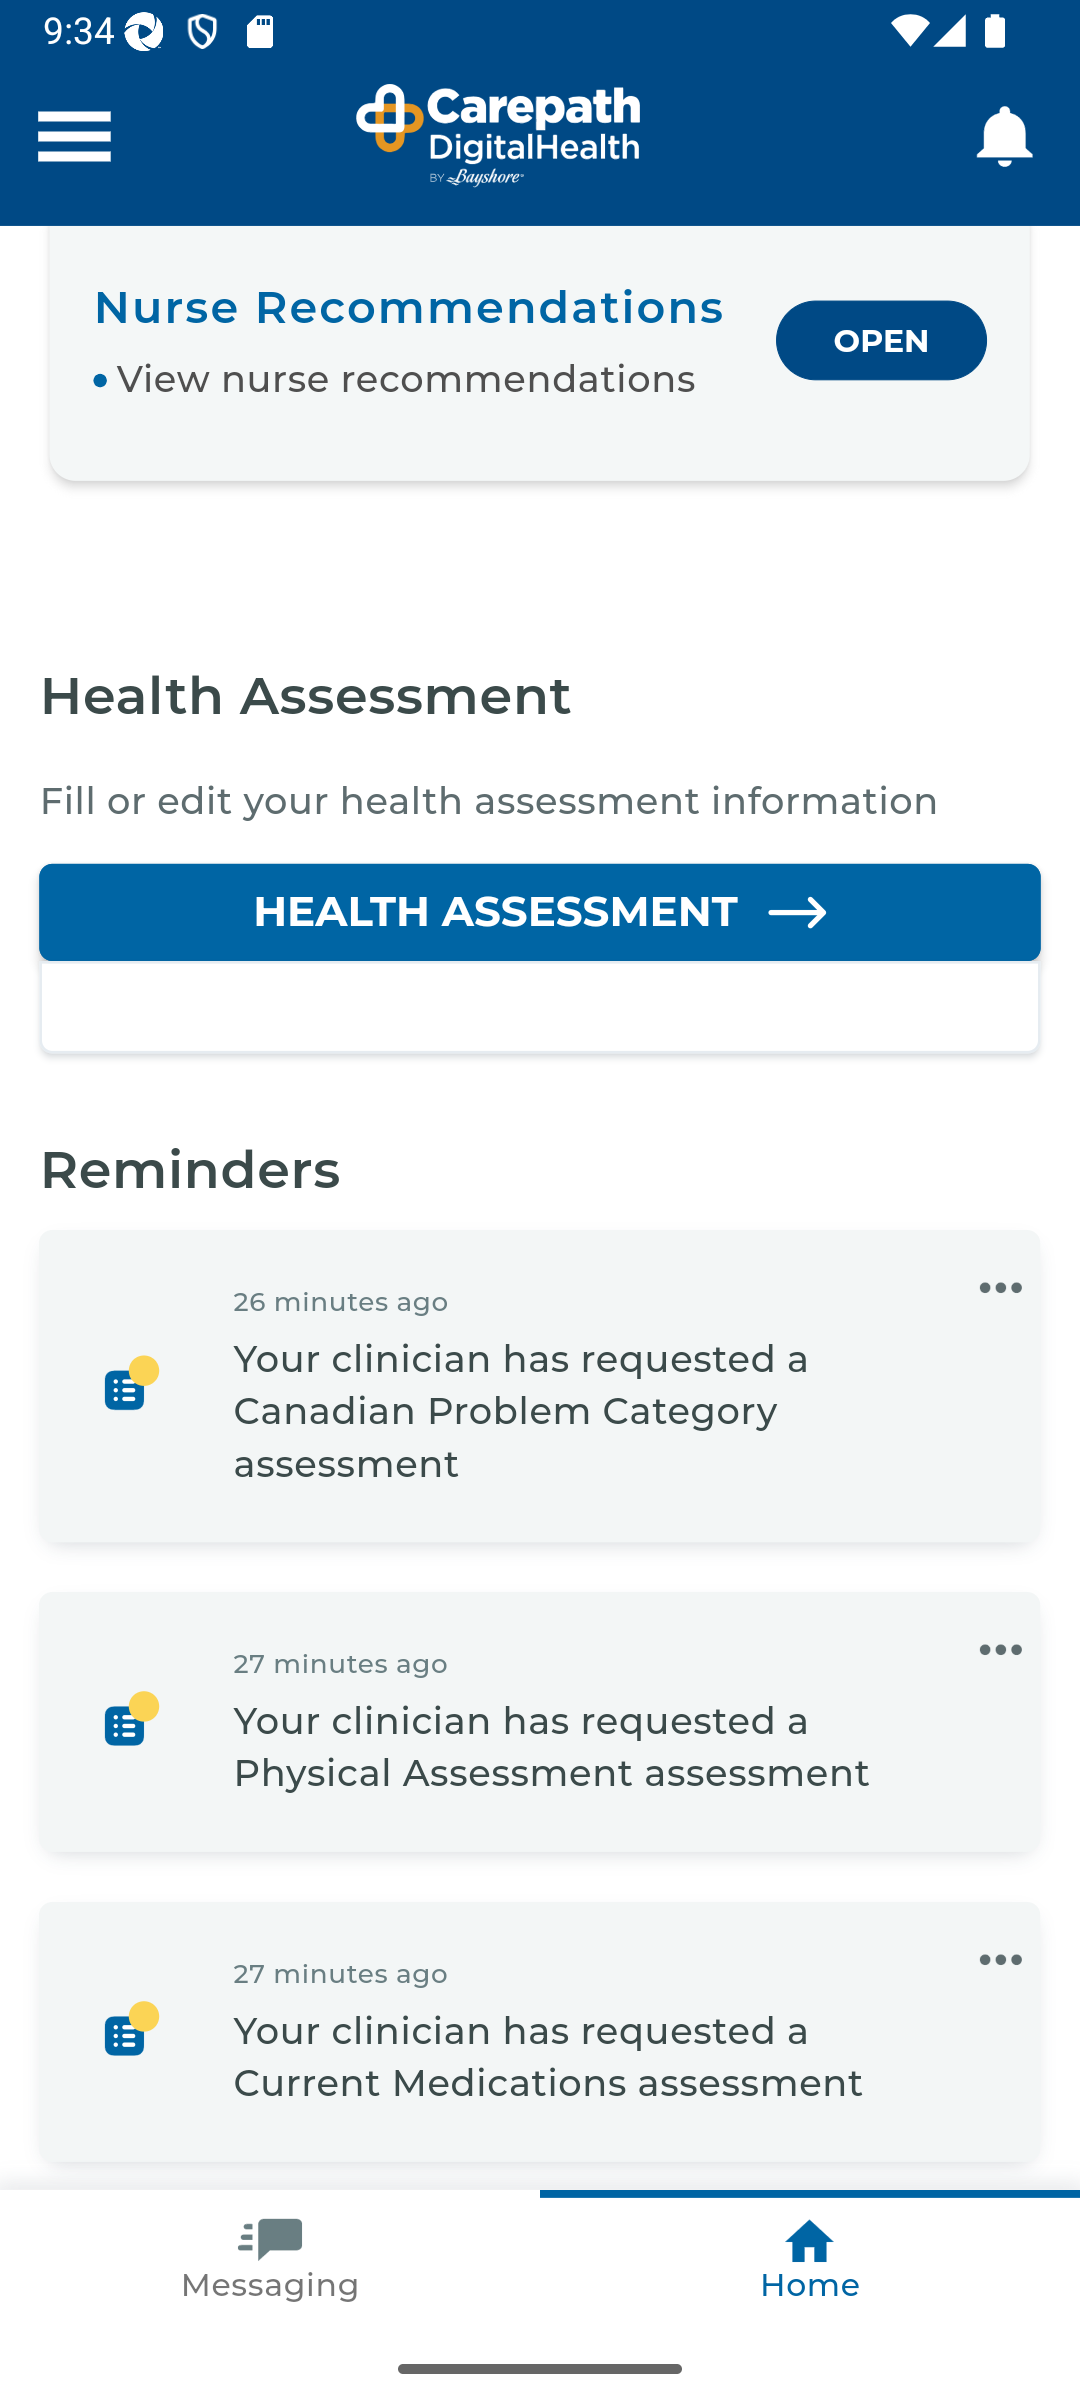 9:34
Carepath
DigitalHealth
BY Bayshore
Nurse Recommendations
OPEN
• View nurse recommendations
Health Assessment
Fill or edit your health assessment information
HEALTH ASSESSMENT →
Reminders
26 minutes ago
Your clinician has requested a
Canadian Problem Category
assessment
27 minutes ago
Your clinician has requested a
Physical Assessment assessment
27 minutes ago
Your clinician has requested a
Current Medications assessment
Messaging
Home